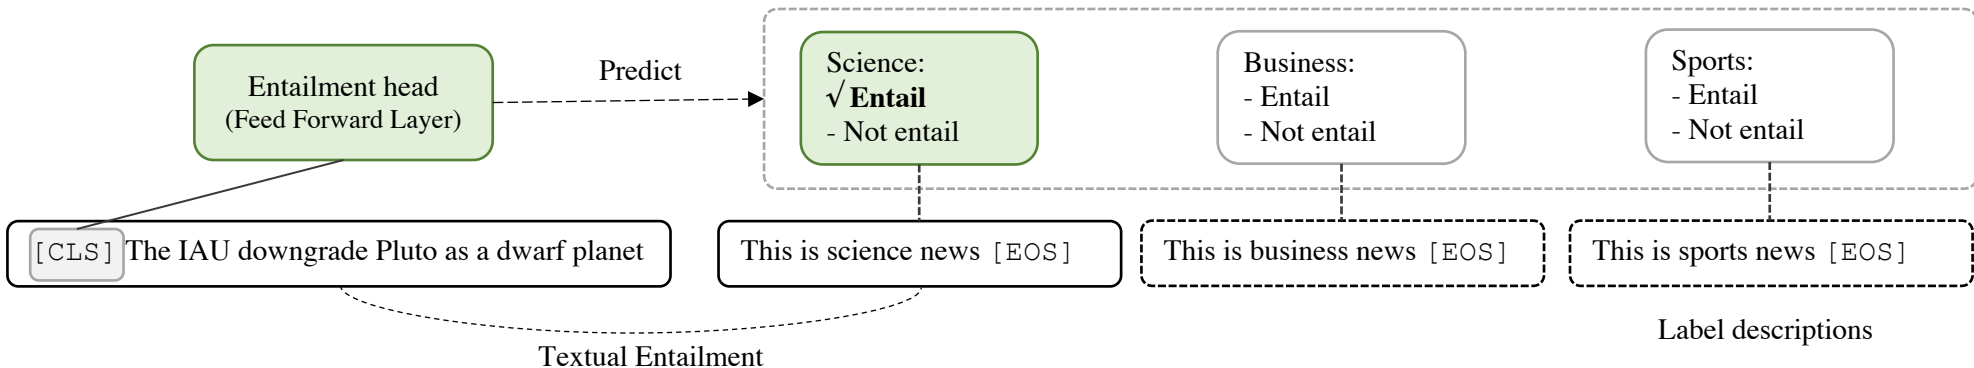 Entailment head
(Feed Forward Layer)
Predict
Science:
√ Entail
- Not entail
Business:
- Entail
- Not entail
Sports:
- Entail
- Not entail
[CLS] The IAU downgrade Pluto as a dwarf planet
This is science news [EOS]
This is business news [EOS]
This is sports news [EOS]
Textual Entailment
Label descriptions